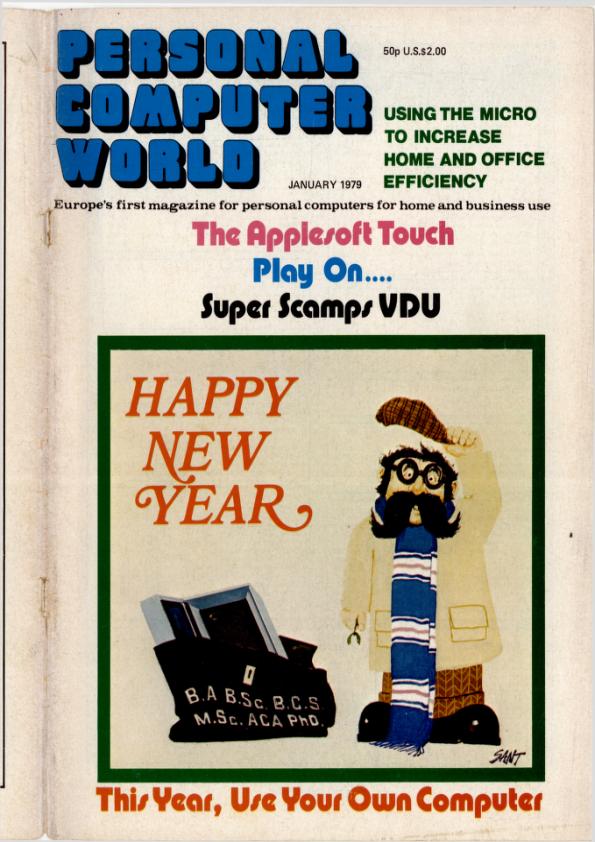 PERSONAL
COMPUTER
WORLD
50p U.S.$2.00
USING THE MICRO
TO INCREASE
HOME AND OFFICE
EFFICIENCY
JANUARY 1979
Europe's first magazine for personal computers for home and business use
The Applesoft Touch
Play On....
Super Scamps VDU
HAPPY
NEW
YEAR
B.A B.Sc. B.C.S.
M.Sc. ACA PhD.
SANT
This Year, Use Your Own Computer